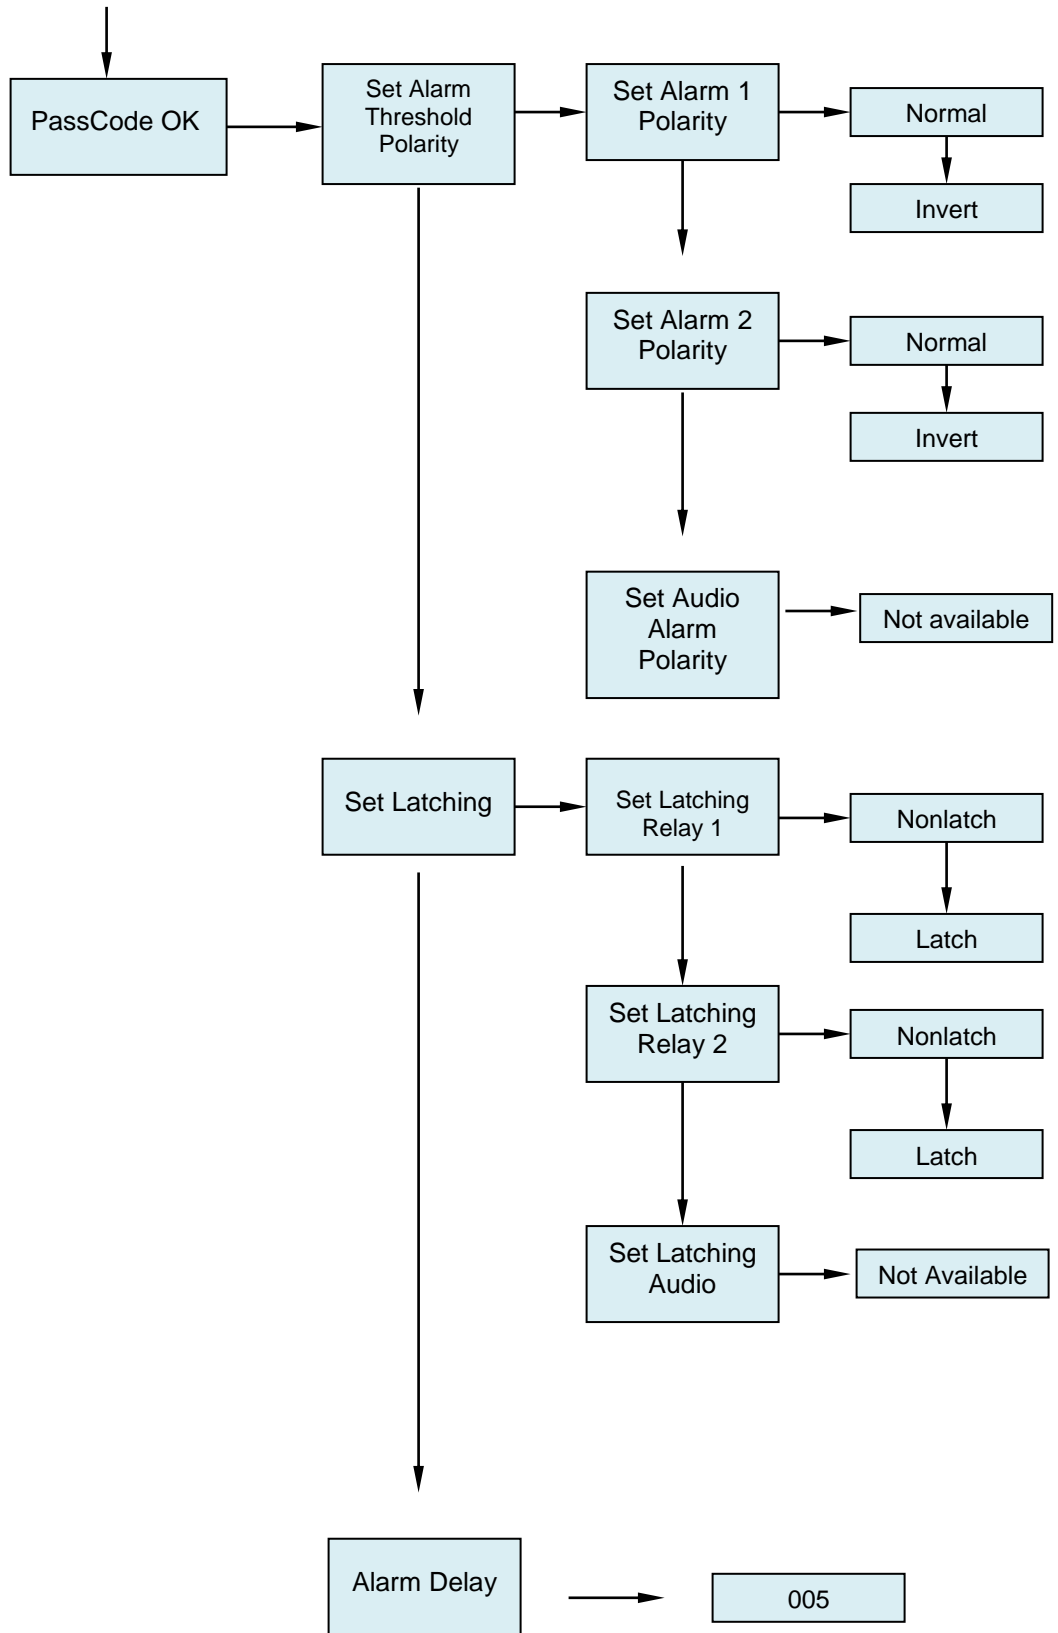 PassCode OK
Set Alarm
Threshold
Polarity
Set Alarm 1
Polarity
Normal
Invert
Set Alarm 2
Polarity
Normal
Invert
Set Audio
Alarm
Polarity
Not available
Set Latching
Set Latching
Relay 1
Nonlatch
Latch
Set Latching
Relay 2
Nonlatch
Latch
Set Latching
Audio
Not Available
Alarm Delay
005